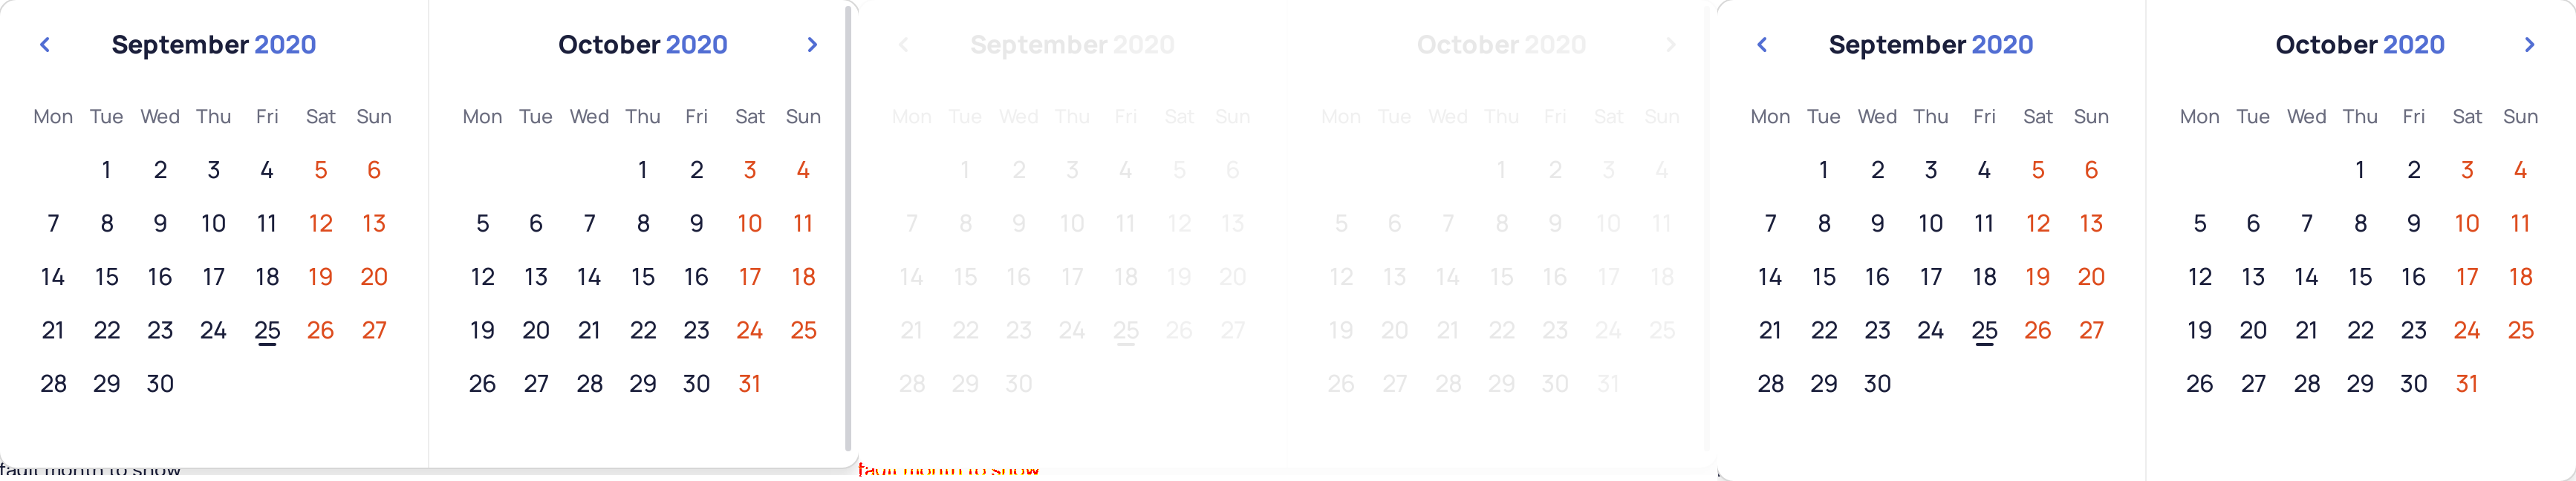 September 2020 October 2020 September 2020 October 2020 September 2020 October 2020
Mon Tue Wed Thu Fri Sat Sun Mon Tue Wed Thu Fri Sat Sun Mon Tue Wed Thu Fri Sat Sun Mon Tue Wed Thu Fri Sat Sun Mon Tue Wed Thu Fri Sat Sun Mon Tue Wed Thu Fri Sat Sun
1 2 3 4 5 6 1 2 3 4 1 2 3 4 5 6 1 2 3 4 1 2 3 4 5 6 1 2 3 4
7 8 9 10 11 12 13 5 6 7 8 9 10 11 7 8 9 10 11 12 13 5 6 7 8 9 10 11 7 8 9 10 11 12 13 5 6 7 8 9 10 11
14 15 16 17 18 19 20 12 13 14 15 16 17 18 14 15 16 17 18 19 20 12 13 14 15 16 17 18 14 15 16 17 18 19 20 12 13 14 15 16 17 18
21 22 23 24 25 26 27 19 20 21 22 23 24 25 21 22 23 24 25 26 27 19 20 21 22 23 24 25 21 22 23 24 25 26 27 19 20 21 22 23 24 25
28 29 30 26 27 28 29 30 31 28 29 30 26 27 28 29 30 31 28 29 30 26 27 28 29 30 31
fault month to show fault month to show